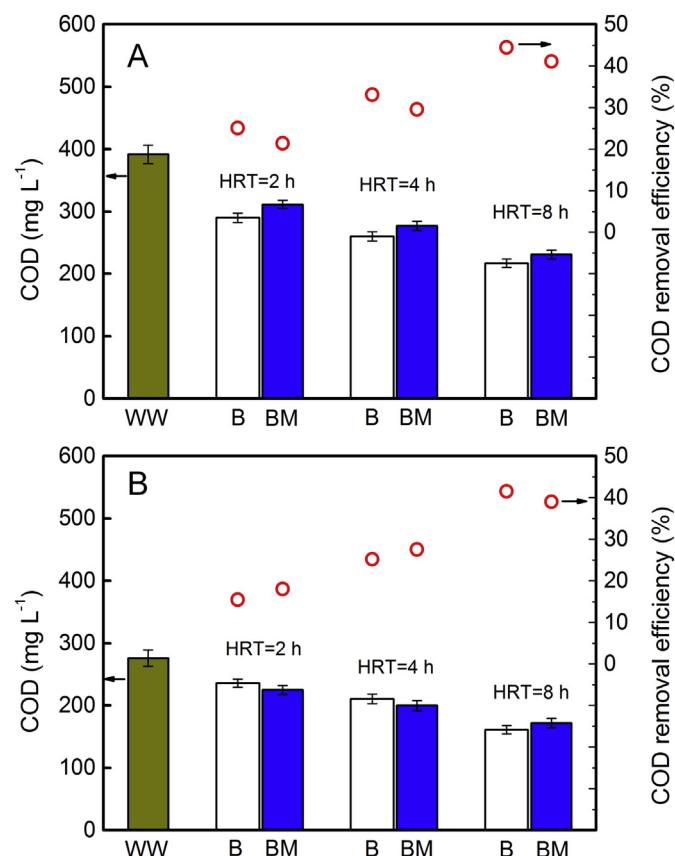 A
600
500
400
300
200
100
0
COD (mg L⁻¹)
50
40
30
20
10
0
COD removal efficiency (%)
HRT=2 h
HRT=4 h
HRT=8 h
WW B BM B BM B BM
B
600
500
400
300
200
100
0
COD (mg L⁻¹)
50
40
30
20
10
0
COD removal efficiency (%)
HRT=2 h
HRT=4 h
HRT=8 h
WW B BM B BM B BM